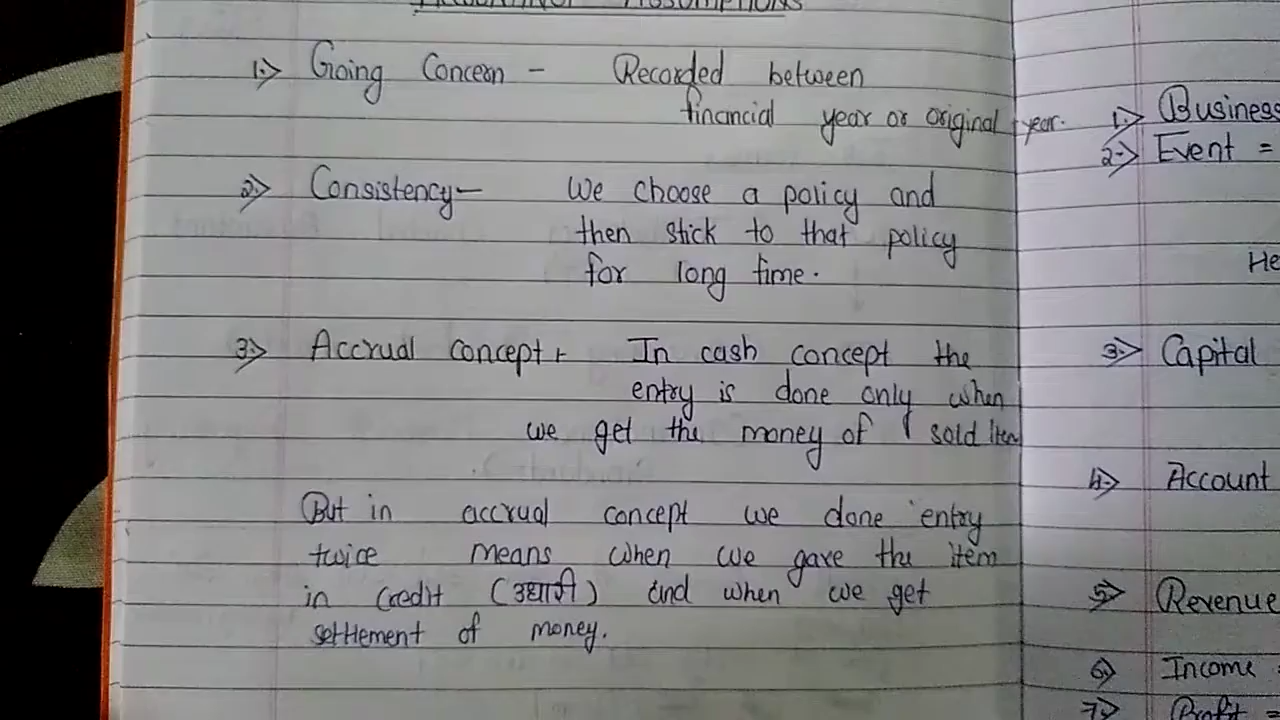 ACCOUNTING ASSUMPTIONS
1.> Going Concern - Recorded between
financial year or original year.
2.> Consistency - We choose a policy and
then stick to that policy
for long time.
3.> Accrual concept + In cash concept the
entry is done only when
we get the money of sold item
But in accrual concept we done entry
twice means when we gave the item
in Credit (उधारी) and when we get
settlement of money.
1.> Business
2.> Event =
He
3.> Capital
4.> Account
5.> Revenue
6.> Income =
7.> Profit =